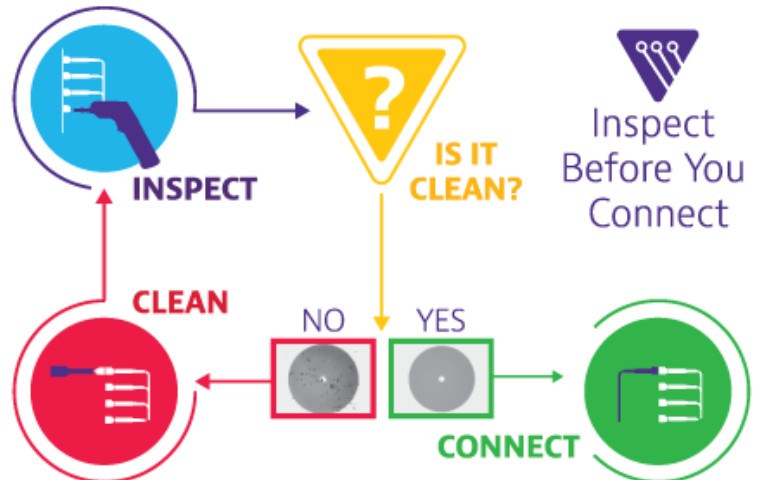 ?
Inspect
Before You
Connect
IS IT
CLEAN?
INSPECT
CLEAN
NO
YES
CONNECT